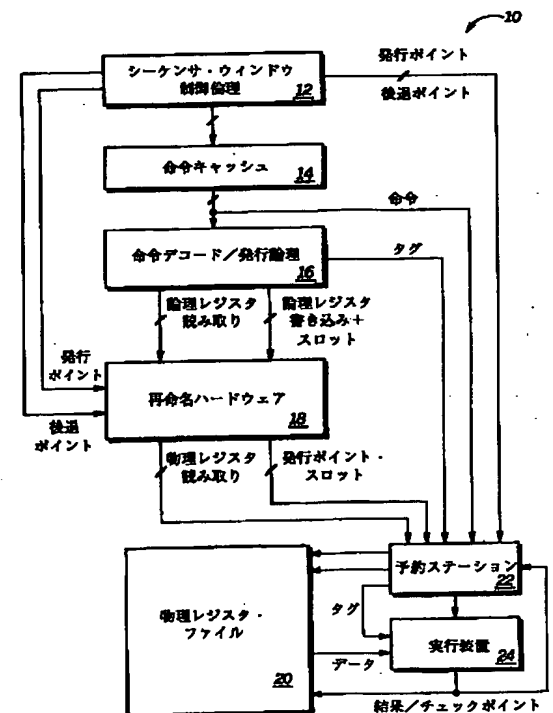 10
シーケンサ・ウィンドウ
制御倫理
12
発行ポイント
後退ポイント
命令キャッシュ
14
命令
命令デコード/発行論理
16
タグ
論理レジスタ
読み取り
論理レジスタ
書き込み+
スロット
発行
ポイント
後退
ポイント
再命名ハードウェア
18
物理レジスタ
読み取り
発行ポイント・
スロット
予約ステーション
22
物理レジスタ・
ファイル
20
タグ
データ
実行装置
24
結果/チェックポイント